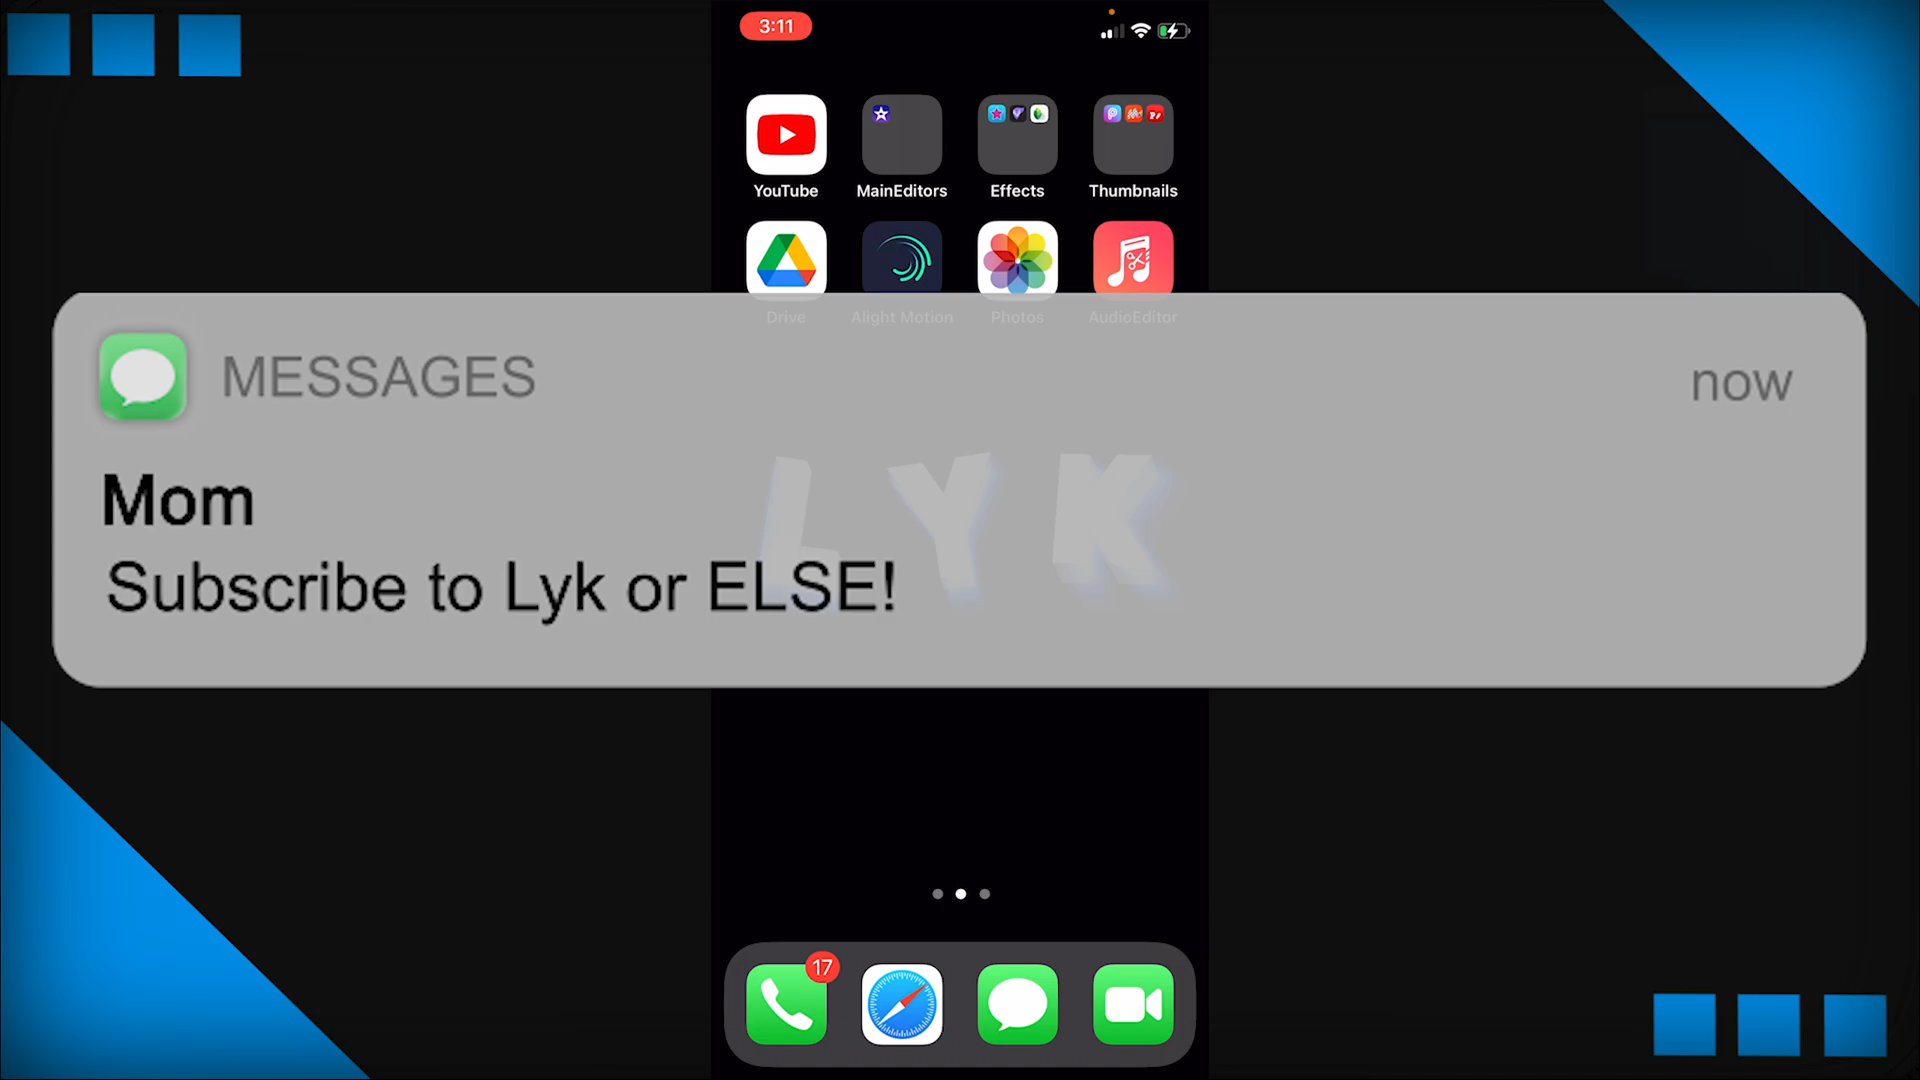 3:11
YouTube
MainEditors
Effects
Thumbnails
Drive
Alight Motion
Photos
AudioEditor
MESSAGES
now
LYK
Mom
Subscribe to Lyk or ELSE!
17